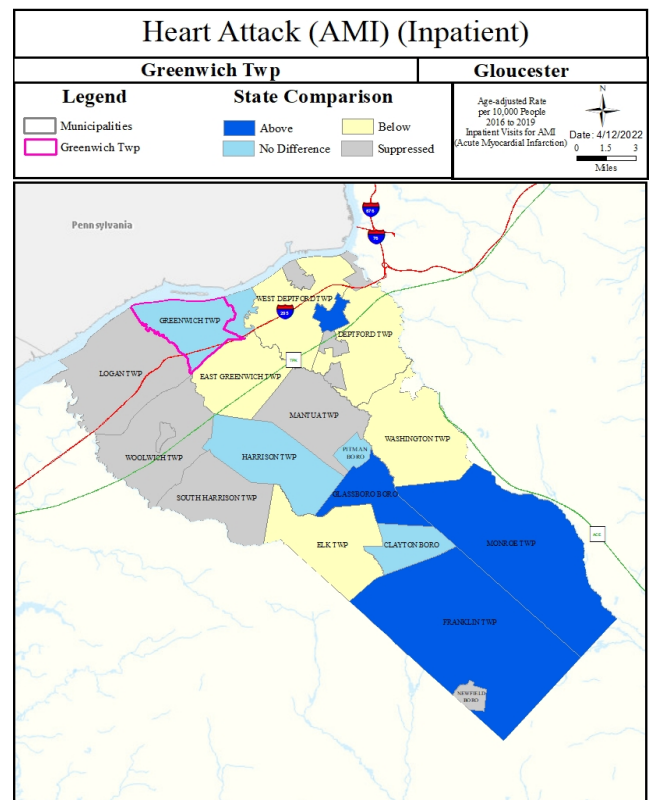 Heart Attack (AMI) (Inpatient)
Greenwich Twp
Gloucester
Legend
Municipalities
Greenwich Twp
State Comparison
Above
Below
No Difference
Suppressed
Age-adjusted Rate
per 10,000 People
2016 to 2019
Inpatient Visits for AMI
(Acute Myocardial Infarction)
N
Date: 4/12/2022
0 1.5 3
Miles
Pennsylvania
676
76
WEST DEPTFORD TWP
295
GREENWICH TWP
DEPTFORD TWP
LOGAN TWP
EAST GREENWICH TWP
MANTUA TWP
WASHINGTON TWP
PITMAN
BORO
HARRISON TWP
WOOLWICH TWP
GLASSBORO BORO
SOUTH HARRISON TWP
ELK TWP
CLAYTON BORO
MONROE TWP
FRANKLIN TWP
NEWFIELD
BORO